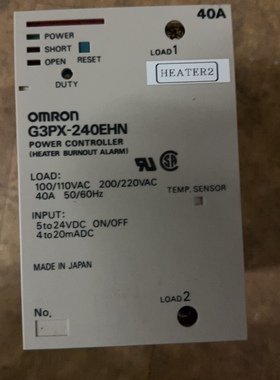 40A
POWER
SHORT
OPEN
RESET
DUTY
LOAD1
HEATER2
OMRON
G3PX-240EHN
POWER CONTROLLER
(HEATER BURNOUT ALARM)
LOAD:
100/110VAC 200/220VAC
40A 50/60Hz
TEMP. SENSOR
INPUT:
5to24VDC ON/OFF
4to20mADC
MADE IN JAPAN
No.
LOAD2